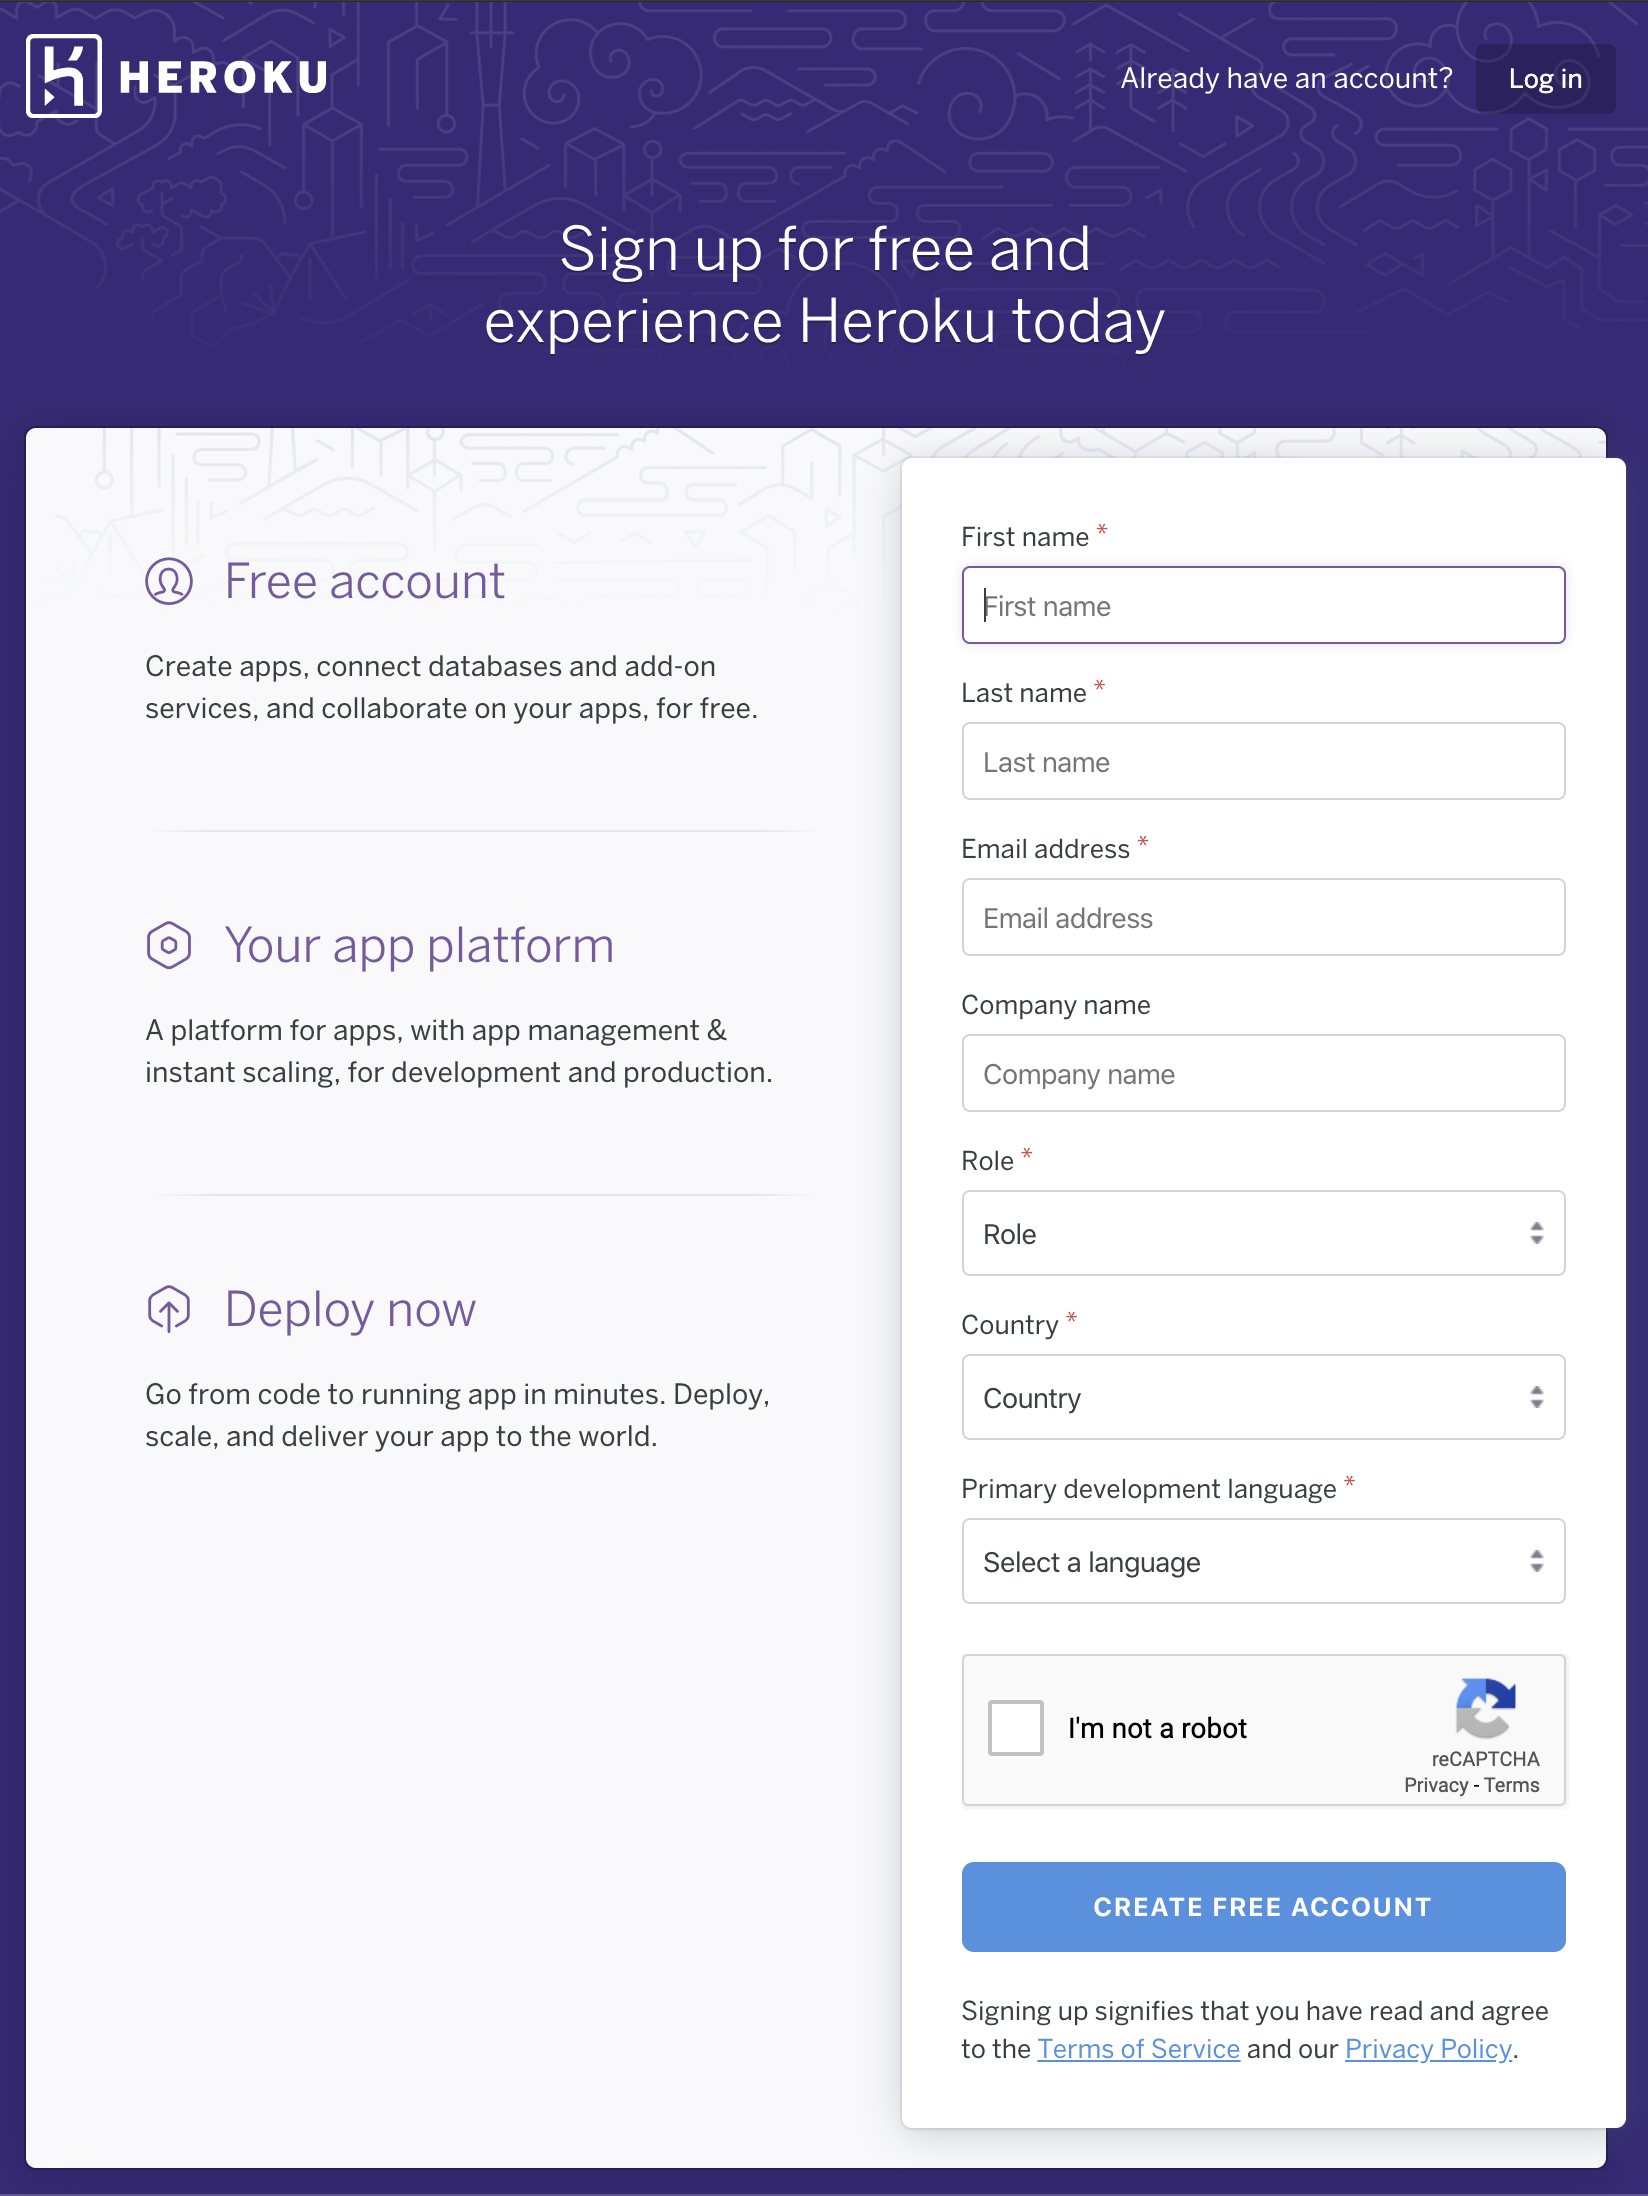 HEROKU
Already have an account?
Log in
Sign up for free and
experience Heroku today
Free account
Create apps, connect databases and add-on
services, and collaborate on your apps, for free.
Your app platform
A platform for apps, with app management &
instant scaling, for development and production.
Deploy now
Go from code to running app in minutes. Deploy,
scale, and deliver your app to the world.
First name *
First name
Last name *
Last name
Email address *
Email address
Company name
Company name
Role *
Role
Country *
Country
Primary development language *
Select a language
I'm not a robot
reCAPTCHA
Privacy - Terms
CREATE FREE ACCOUNT
Signing up signifies that you have read and agree
to the Terms of Service and our Privacy Policy.